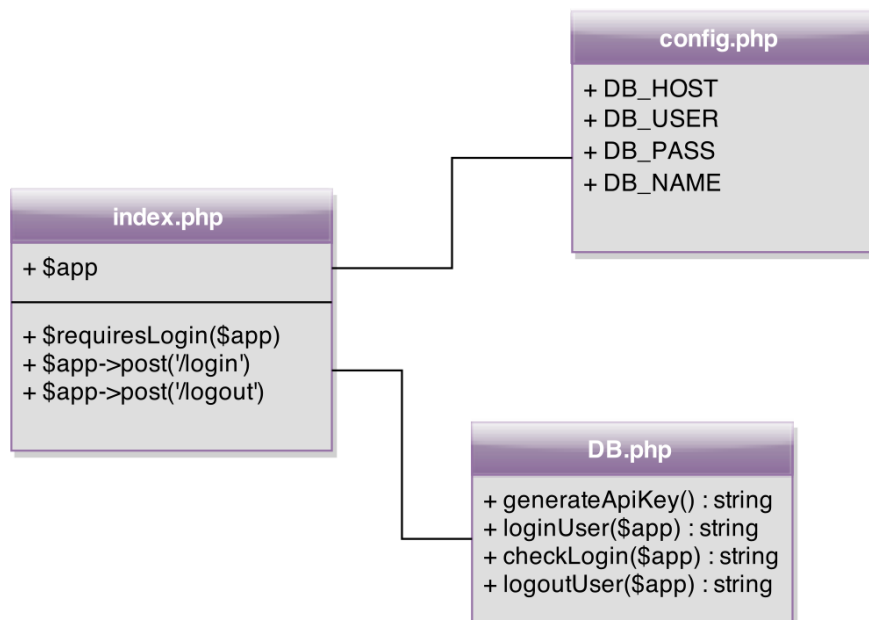 config.php
+ DB_HOST
+ DB_USER
+ DB_PASS
+ DB_NAME
index.php
+ $app
+ $requiresLogin($app)
+ $app->post('/login')
+ $app->post('/logout')
DB.php
+ generateApiKey() : string
+ loginUser($app) : string
+ checkLogin($app) : string
+ logoutUser($app) : string